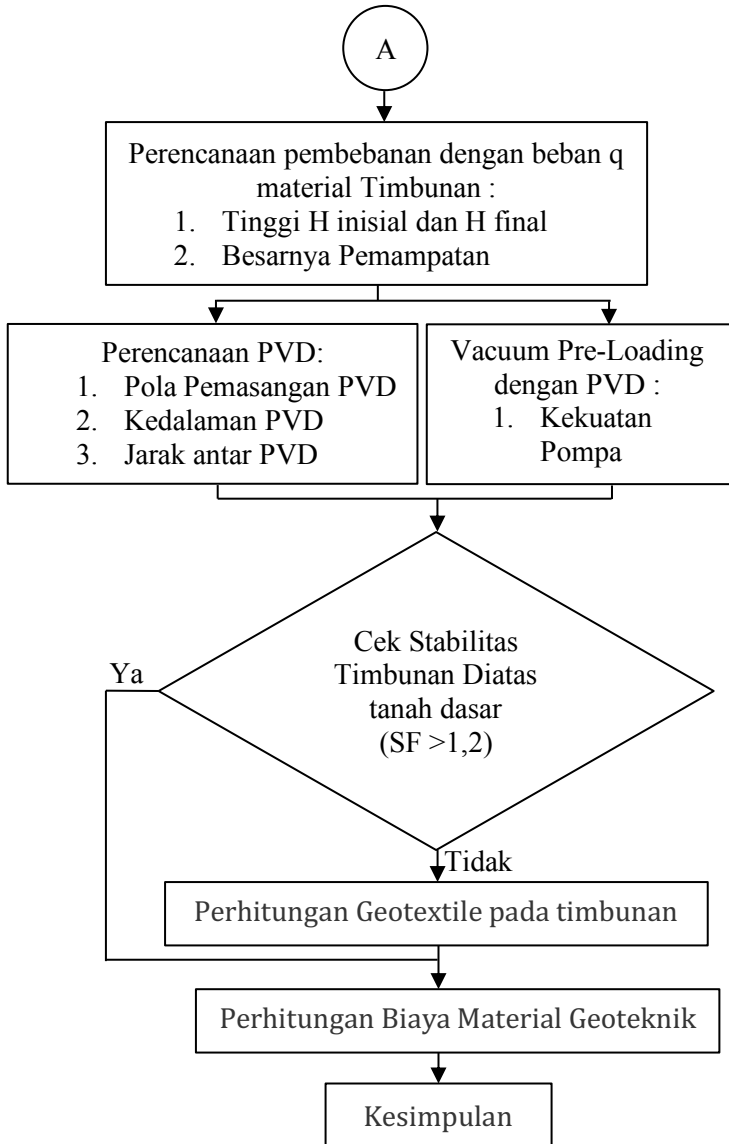 A
Perencanaan pembebanan dengan beban q
material Timbunan :
1. Tinggi H inisial dan H final
2. Besarnya Pemampatan
Perencanaan PVD:
1. Pola Pemasangan PVD
2. Kedalaman PVD
3. Jarak antar PVD
Vacuum Pre-Loading
dengan PVD :
1. Kekuatan
Pompa
Cek Stabilitas
Timbunan Diatas
tanah dasar
(SF >1,2)
Ya
Tidak
Perhitungan Geotextile pada timbunan
Perhitungan Biaya Material Geoteknik
Kesimpulan